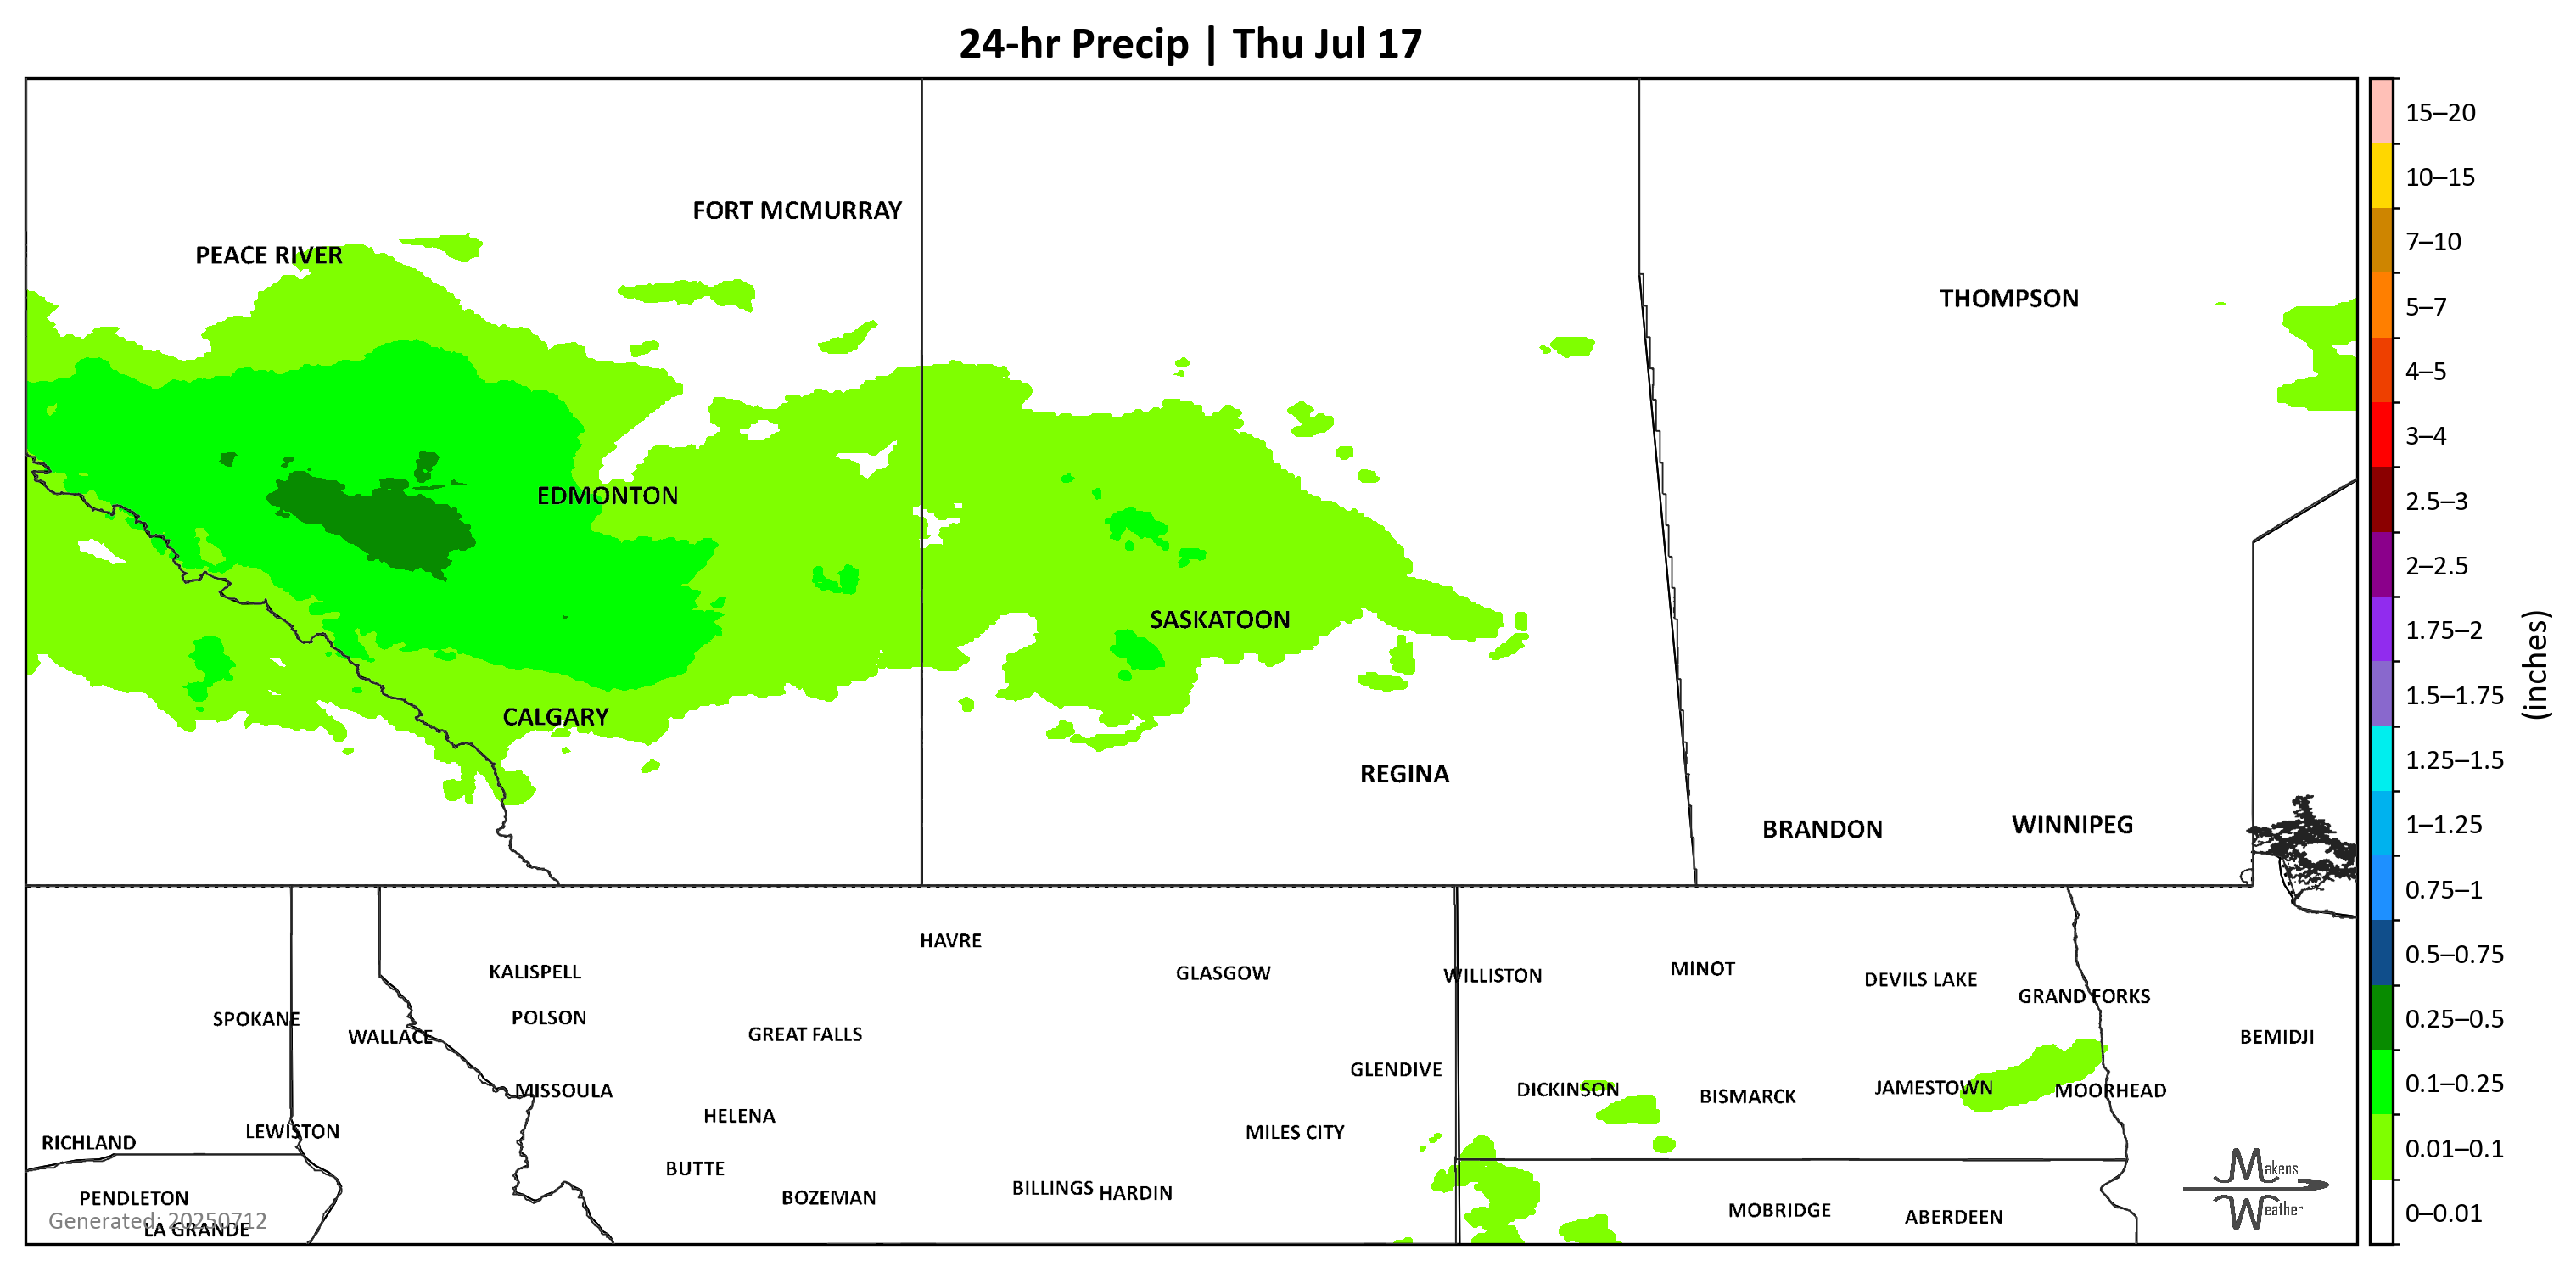 24-hr Precip | Thu Jul 17
FORT MCMURRAY
PEACE RIVER
THOMPSON
EDMONTON
SASKATOON
CALGARY
REGINA
BRANDON
WINNIPEG
HAVRE
KALISPELL
GLASGOW
WILLISTON
MINOT
DEVILS LAKE
GRAND FORKS
SPOKANE
WALLACE
POLSON
GREAT FALLS
BEMIDJI
GLENDIVE
MISSOULA
DICKINSON
BISMARCK
JAMESTOWN
MOORHEAD
HELENA
LEWISTON
RICHLAND
MILES CITY
BUTTE
PENDLETON
BOZEMAN
BILLINGS
HARDIN
MOBRIDGE
ABERDEEN
Generated: 20250712
LA GRANDE
Makens
Weather
15–20
10–15
7–10
5–7
4–5
3–4
2.5–3
2–2.5
1.75–2
1.5–1.75
1.25–1.5
1–1.25
0.75–1
0.5–0.75
0.25–0.5
0.1–0.25
0.01–0.1
0–0.01
(inches)